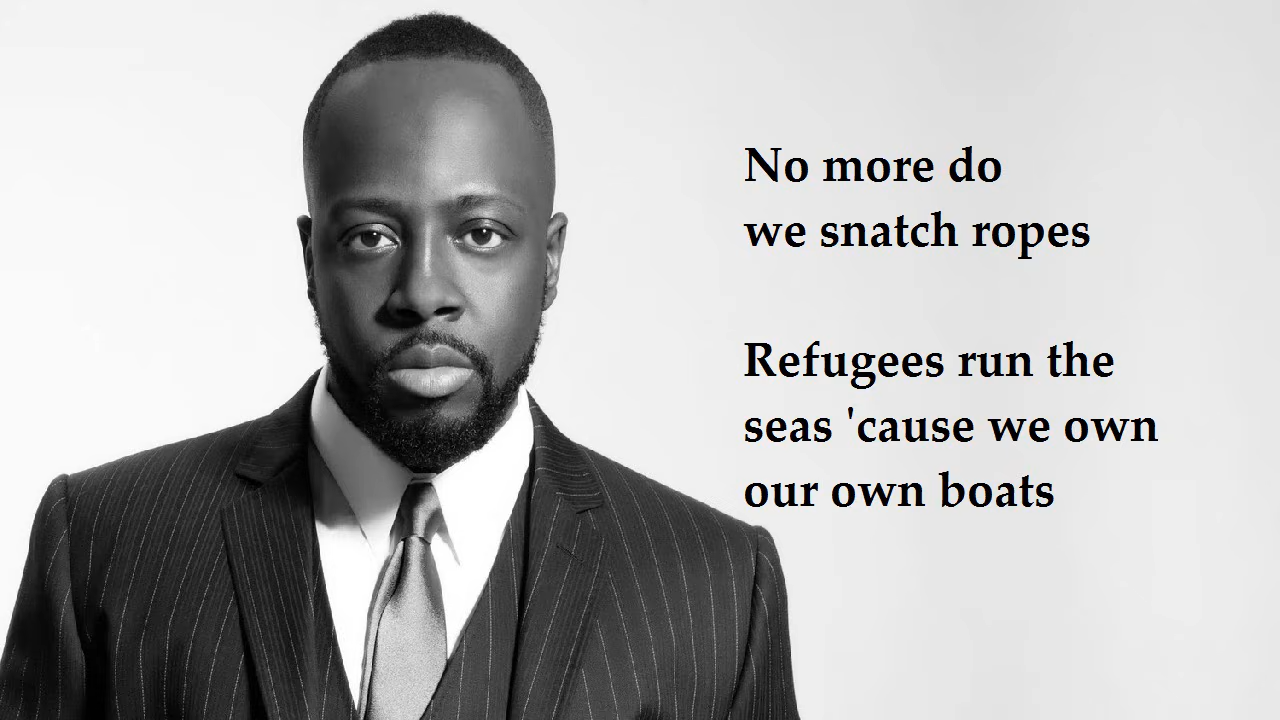 No more do
we snatch ropes
Refugees run the
seas 'cause we own
our own boats